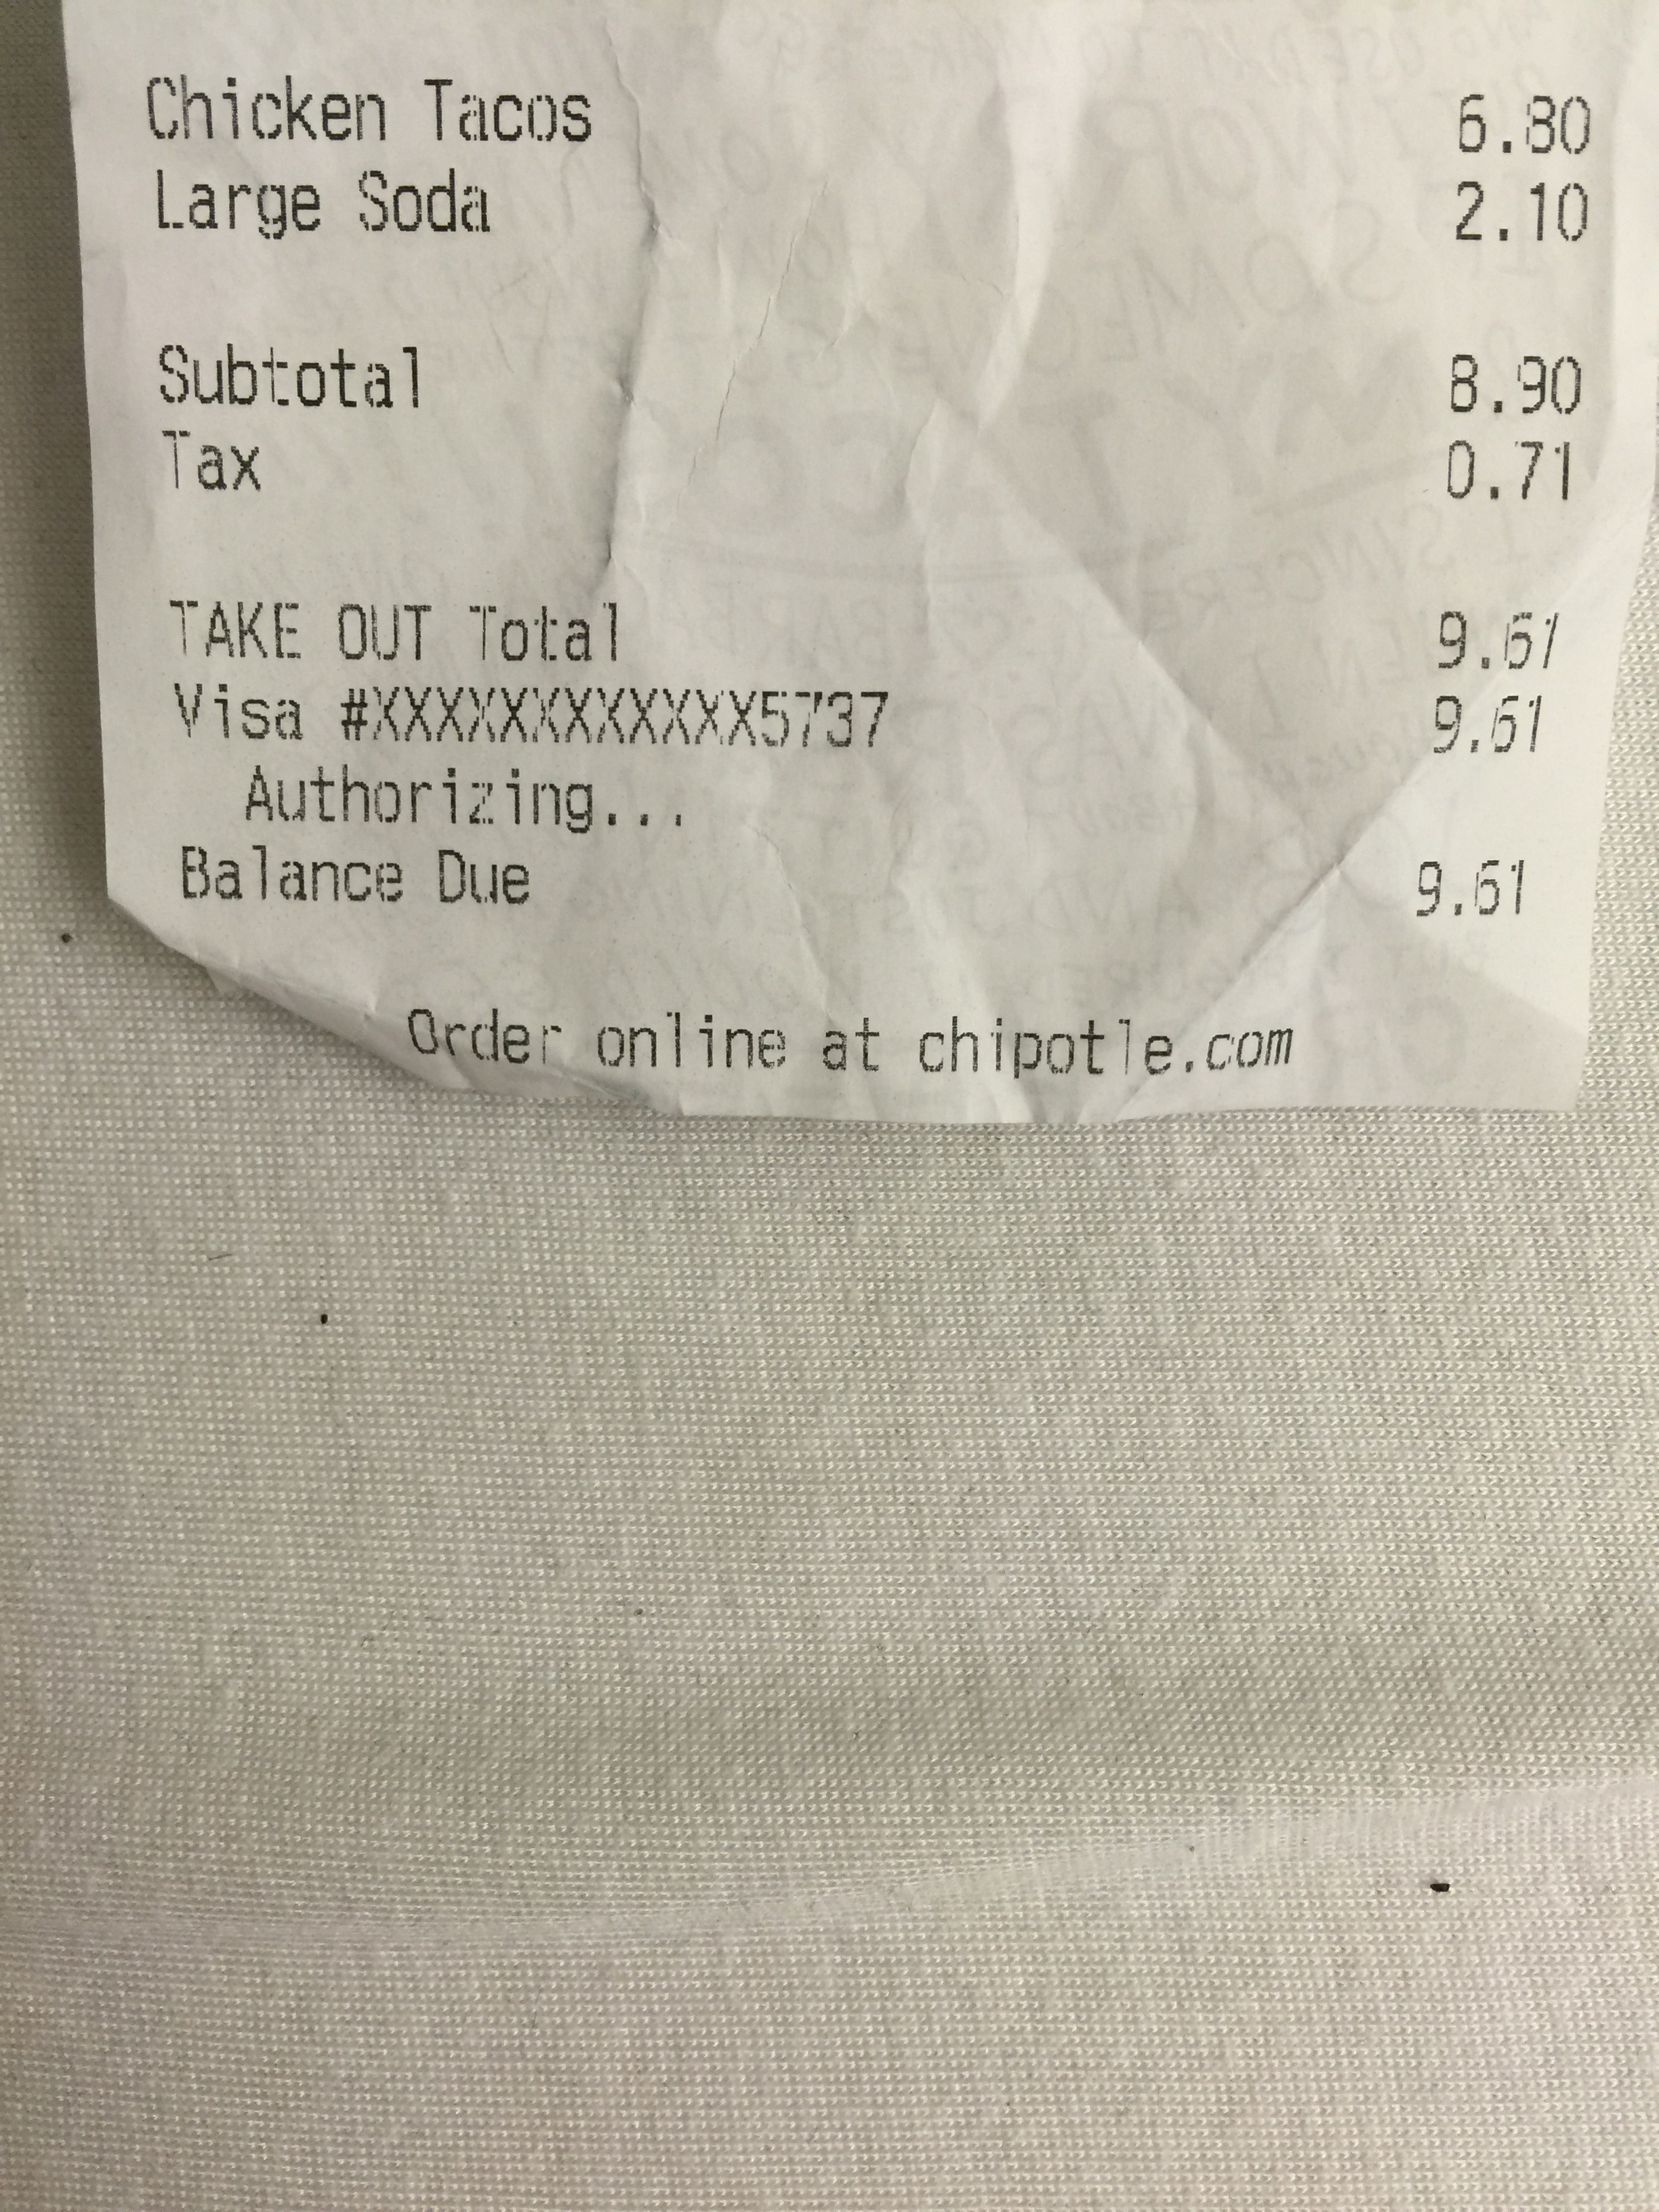 Chicken Tacos 6.80
Large Soda 2.10
Subtotal 8.90
Tax 0.71
TAKE OUT Total 9.61
Visa #XXXXXXXXXXXX5737 9.61
Authorizing...
Balance Due 9.61
Order online at chipotle.com